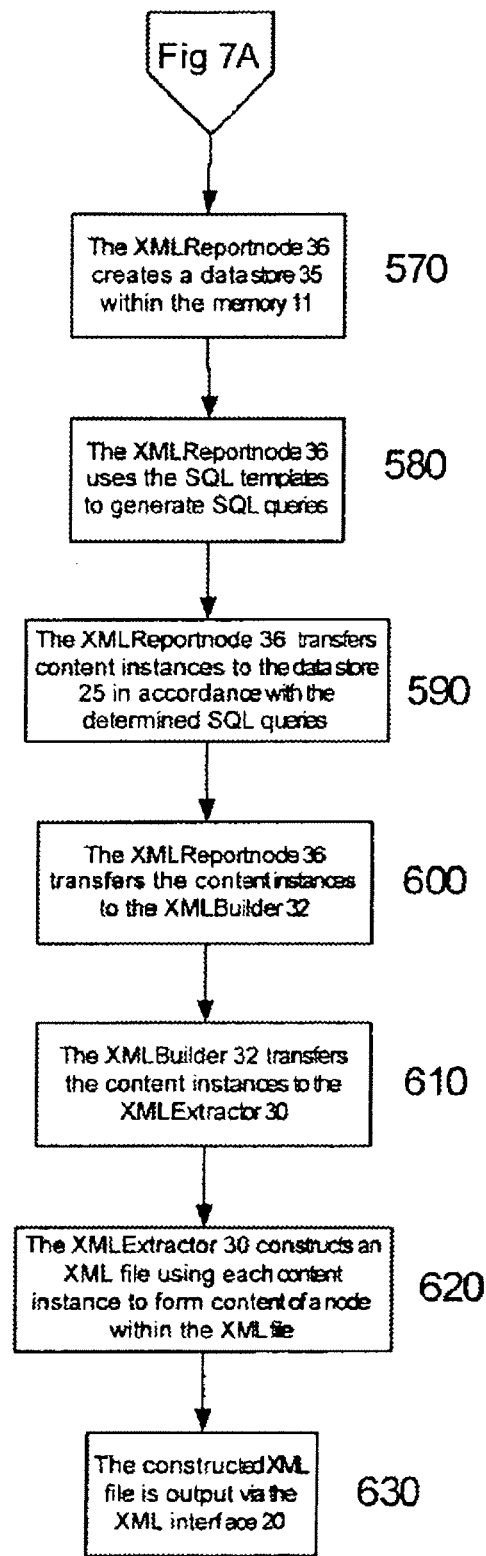 Fig 7A
The XMLReportnode 36
creates a data store 35
within the memory 11
570
The XMLReportnode 36
uses the SQL templates
to generate SQL queries
580
The XMLReportnode 36 transfers
content instances to the data store
25 in accordance with the
determined SQL queries
590
The XMLReportnode 36
transfers the content instances
to the XMLBuilder 32
600
The XMLBuilder 32 transfers
the content instances to the
XMLExtractor 30
610
The XMLExtractor 30 constructs an
XML file using each content
instance to form content of a node
within the XML file
620
The constructed XML
file is output via the
XML interface 20
630